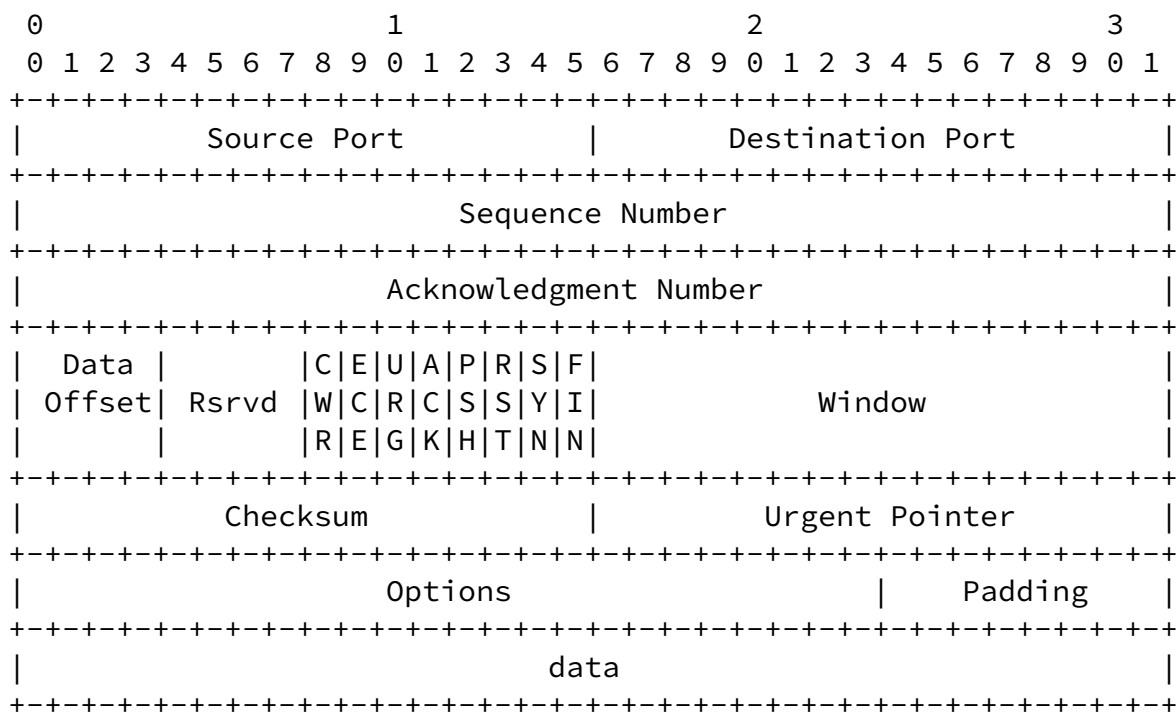 0                   1                   2                   3
 0 1 2 3 4 5 6 7 8 9 0 1 2 3 4 5 6 7 8 9 0 1 2 3 4 5 6 7 8 9 0 1
+-+-+-+-+-+-+-+-+-+-+-+-+-+-+-+-+-+-+-+-+-+-+-+-+-+-+-+-+-+-+-+-+
|          Source Port          |       Destination Port        |
+-+-+-+-+-+-+-+-+-+-+-+-+-+-+-+-+-+-+-+-+-+-+-+-+-+-+-+-+-+-+-+-+
|                        Sequence Number                        |
+-+-+-+-+-+-+-+-+-+-+-+-+-+-+-+-+-+-+-+-+-+-+-+-+-+-+-+-+-+-+-+-+
|                    Acknowledgment Number                      |
+-+-+-+-+-+-+-+-+-+-+-+-+-+-+-+-+-+-+-+-+-+-+-+-+-+-+-+-+-+-+-+-+
|  Data |       |C|E|U|A|P|R|S|F|                               |
| Offset| Rsrvd |W|C|R|C|S|S|Y|I|            Window             |
|       |       |R|E|G|K|H|T|N|N|                               |
+-+-+-+-+-+-+-+-+-+-+-+-+-+-+-+-+-+-+-+-+-+-+-+-+-+-+-+-+-+-+-+-+
|           Checksum            |         Urgent Pointer        |
+-+-+-+-+-+-+-+-+-+-+-+-+-+-+-+-+-+-+-+-+-+-+-+-+-+-+-+-+-+-+-+-+
|                    Options                    |    Padding    |
+-+-+-+-+-+-+-+-+-+-+-+-+-+-+-+-+-+-+-+-+-+-+-+-+-+-+-+-+-+-+-+-+
|                             data                              |
+-+-+-+-+-+-+-+-+-+-+-+-+-+-+-+-+-+-+-+-+-+-+-+-+-+-+-+-+-+-+-+-+